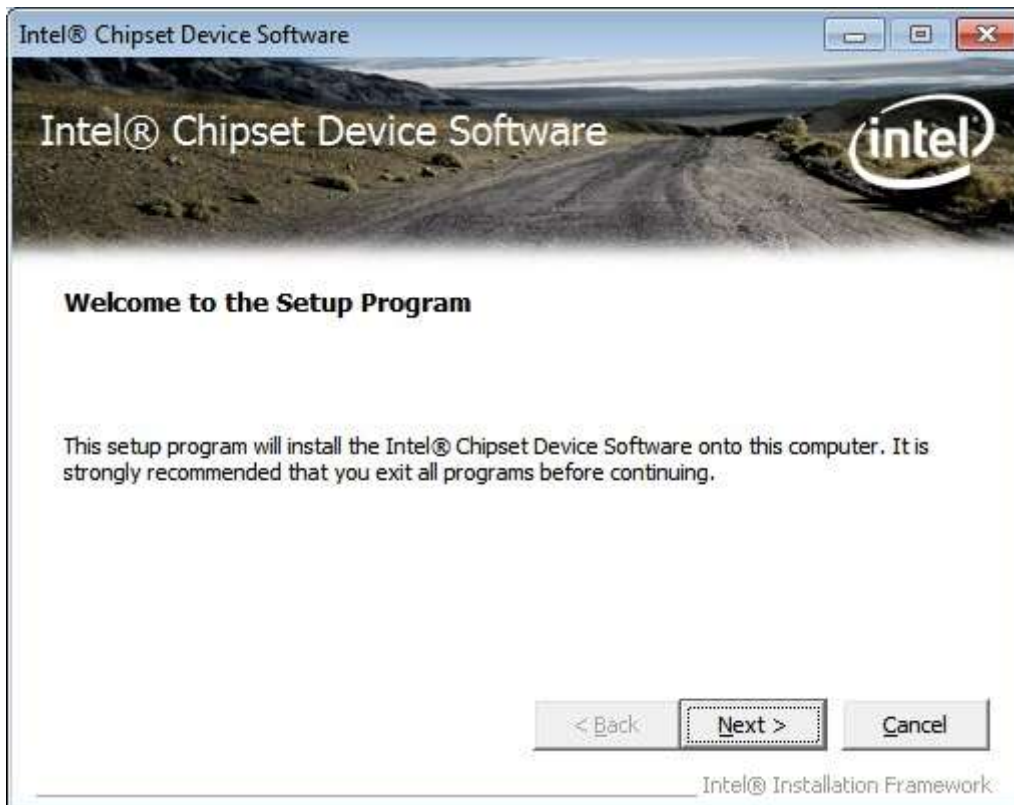 Intel® Chipset Device Software
Intel® Chipset Device Software
intel
Welcome to the Setup Program
This setup program will install the Intel® Chipset Device Software onto this computer. It is
strongly recommended that you exit all programs before continuing.
< Back Next > Cancel
Intel® Installation Framework